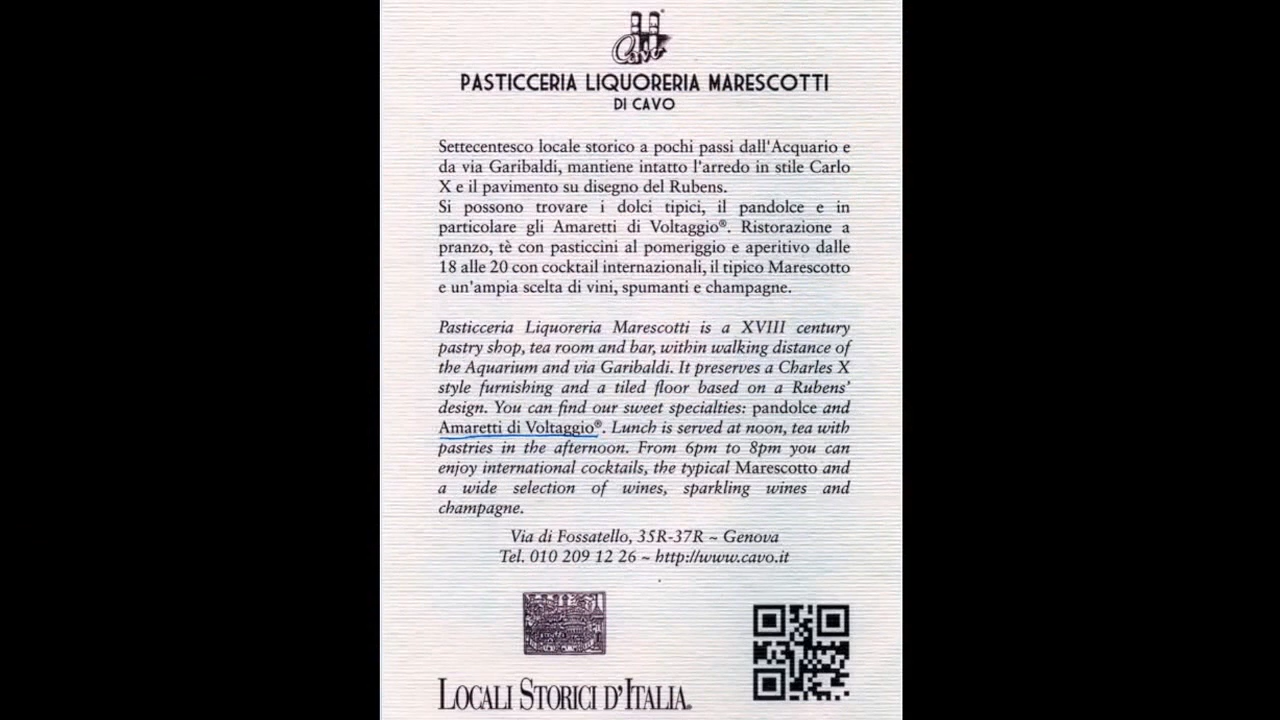 Cavo
PASTICCERIA LIQUORERIA MARESCOTTI
DI CAVO
Settecentesco locale storico a pochi passi dall'Acquario e
da via Garibaldi, mantiene intatto l'arredo in stile Carlo
X e il pavimento su disegno del Rubens.
Si possono trovare i dolci tipici, il pandolce e in
particolare gli Amaretti di Voltaggio®. Ristorazione a
pranzo, tè con pasticcini al pomeriggio e aperitivo dalle
18 alle 20 con cocktail internazionali, il tipico Marescotto
e un'ampia scelta di vini, spumanti e champagne.
Pasticceria Liquoreria Marescotti is a XVIII century
pastry shop, tea room and bar, within walking distance of
the Aquarium and via Garibaldi. It preserves a Charles X
style furnishing and a tiled floor based on a Rubens'
design. You can find our sweet specialties: pandolce and
Amaretti di Voltaggio®. Lunch is served at noon, tea with
pastries in the afternoon. From 6pm to 8pm you can
enjoy international cocktails, the typical Marescotto and
a wide selection of wines, sparkling wines and
champagne.
Via di Fossatello, 35R-37R ~ Genova
Tel. 010 209 12 26 ~ http://www.cavo.it
LOCALI STORICI D'ITALIA®